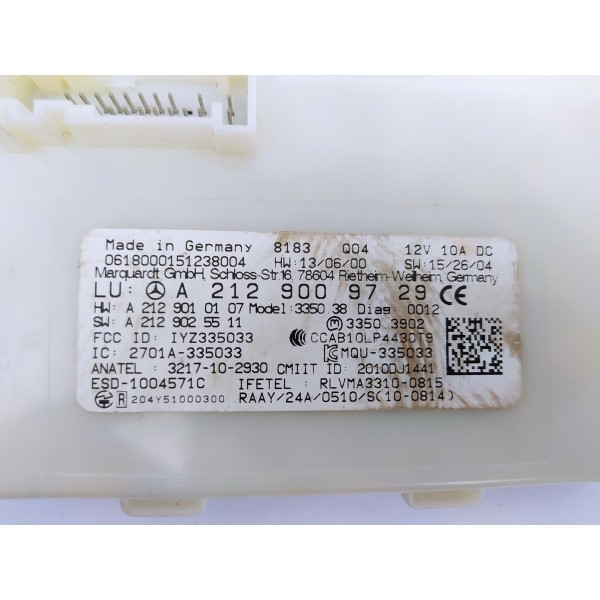 Made in Germany 8183 Q04 12V 10A DC
0618000151238004 HW:13/06/00 SW:15/26/04
Marquardt GmbH, Schloss-Str.16, 78604 Rietheim-Weilheim, Germany
LU: A 212 900 97 29 CE
HW: A 212 901 01 07 Model:3350.38 Diag:0012
SW: A 212 902 55 11 M 3350 3902
FCC ID: IYZ335033 CCAB10LP4430T9
IC: 2701A-335033 MQU-335033
ANATEL : 3217-10-2930 CMIIT ID: 2010DJ1441
ESD-1004571C IFETEL: RLVMA3310-0815
R 204Y51000300 RAAY/24A/0510/S(10-0814)